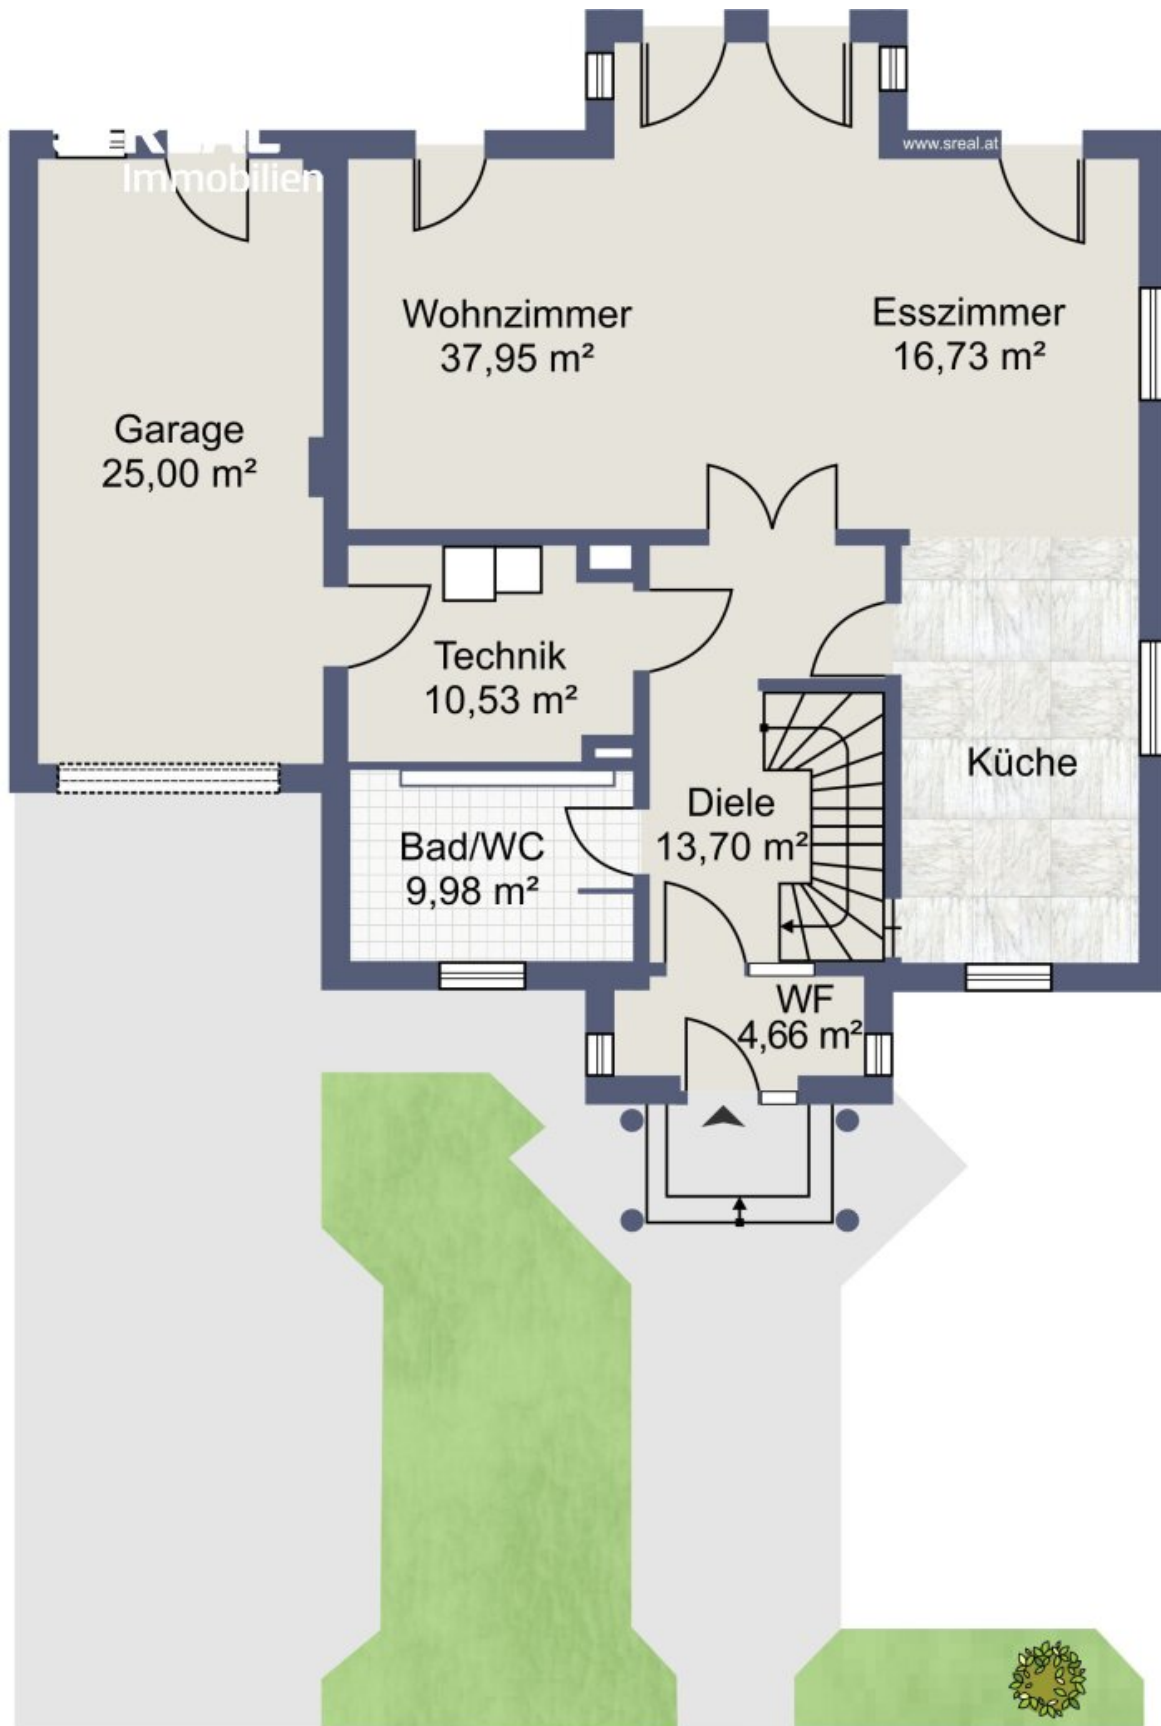 REAL
Immobilien
www.sreal.at
Wohnzimmer
37,95 m²
Esszimmer
16,73 m²
Garage
25,00 m²
Technik
10,53 m²
Küche
Diele
13,70 m²
Bad/WC
9,98 m²
WF
4,66 m²